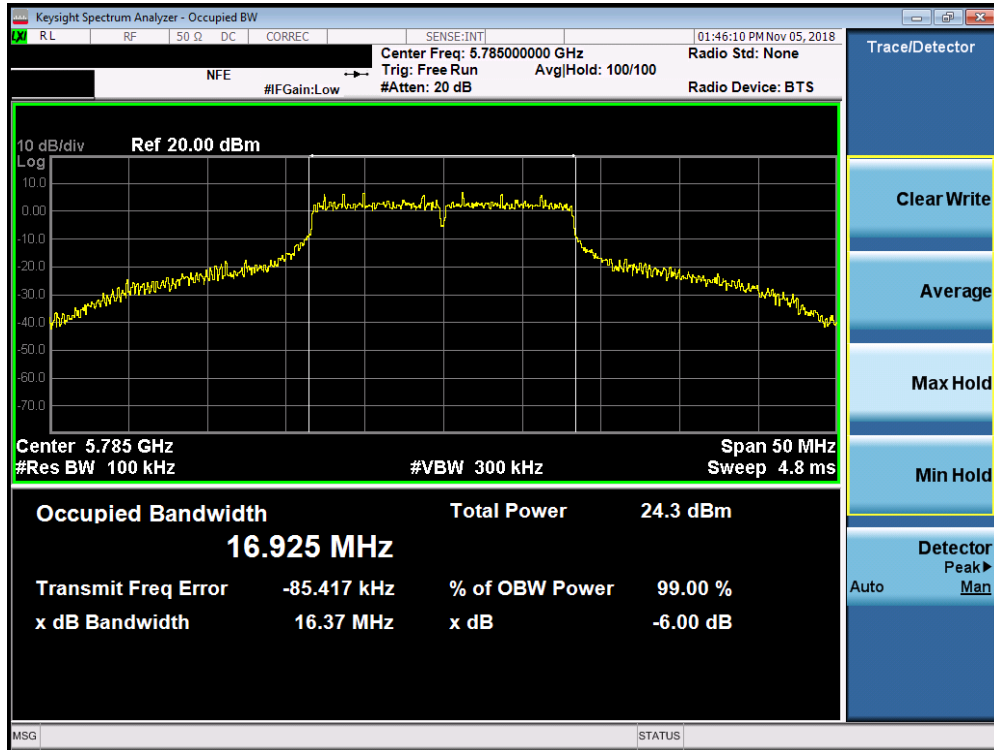 Keysight Spectrum Analyzer - Occupied BW
LXI RL RF 50 Ω DC CORREC SENSE:INT 01:46:10 PM Nov 05, 2018
Center Freq: 5.785000000 GHz Radio Std: None
NFE Trig: Free Run Avg|Hold: 100/100
#IFGain:Low #Atten: 20 dB Radio Device: BTS
Trace/Detector
10 dB/div Ref 20.00 dBm
Log
10.0
0.00
-10.0
-20.0
-30.0
-40.0
-50.0
-60.0
-70.0
Center 5.785 GHz Span 50 MHz
#Res BW 100 kHz #VBW 300 kHz Sweep 4.8 ms
Occupied Bandwidth Total Power 24.3 dBm
16.925 MHz
Transmit Freq Error -85.417 kHz % of OBW Power 99.00 %
x dB Bandwidth 16.37 MHz x dB -6.00 dB
Clear Write
Average
Max Hold
Min Hold
Detector
Peak▶
Auto Man
MSG STATUS